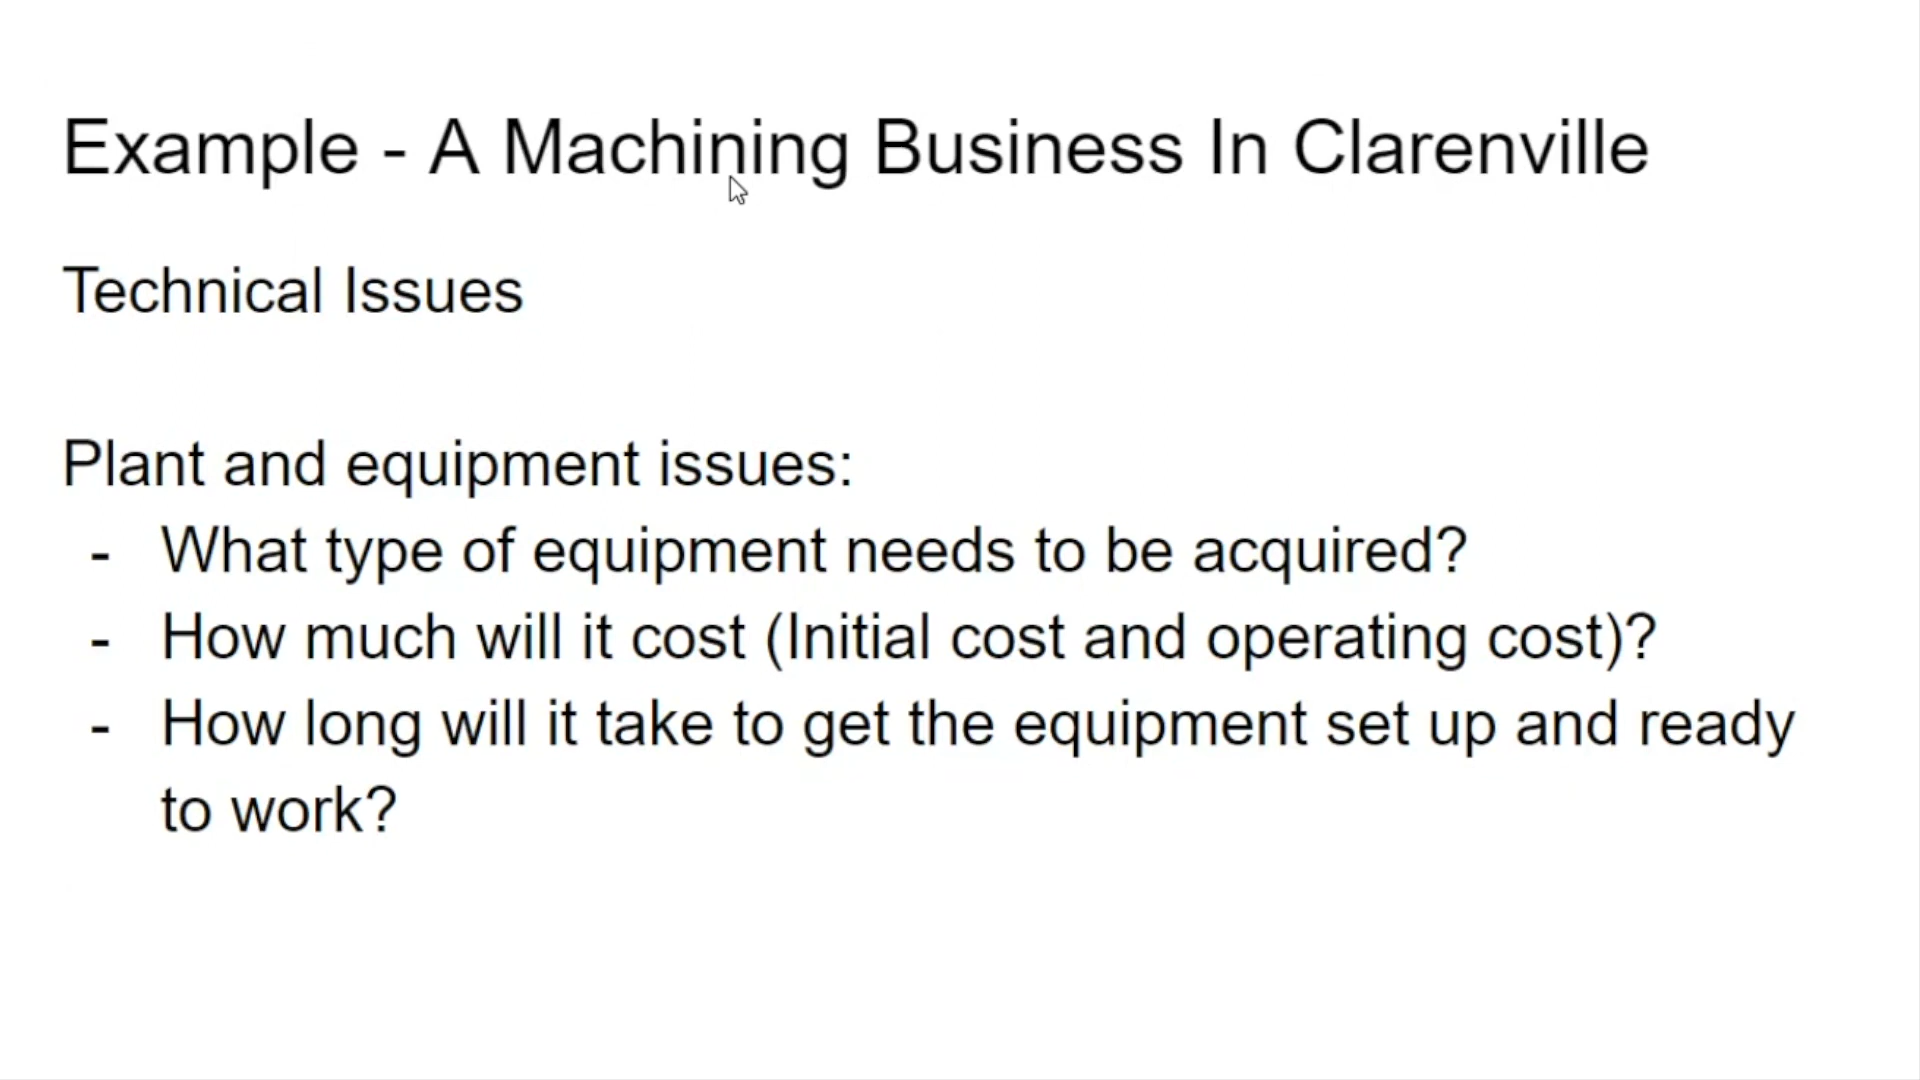 Example - A Machining Business In Clarenville
Technical Issues
Plant and equipment issues:
- What type of equipment needs to be acquired?
- How much will it cost (Initial cost and operating cost)?
- How long will it take to get the equipment set up and ready
to work?